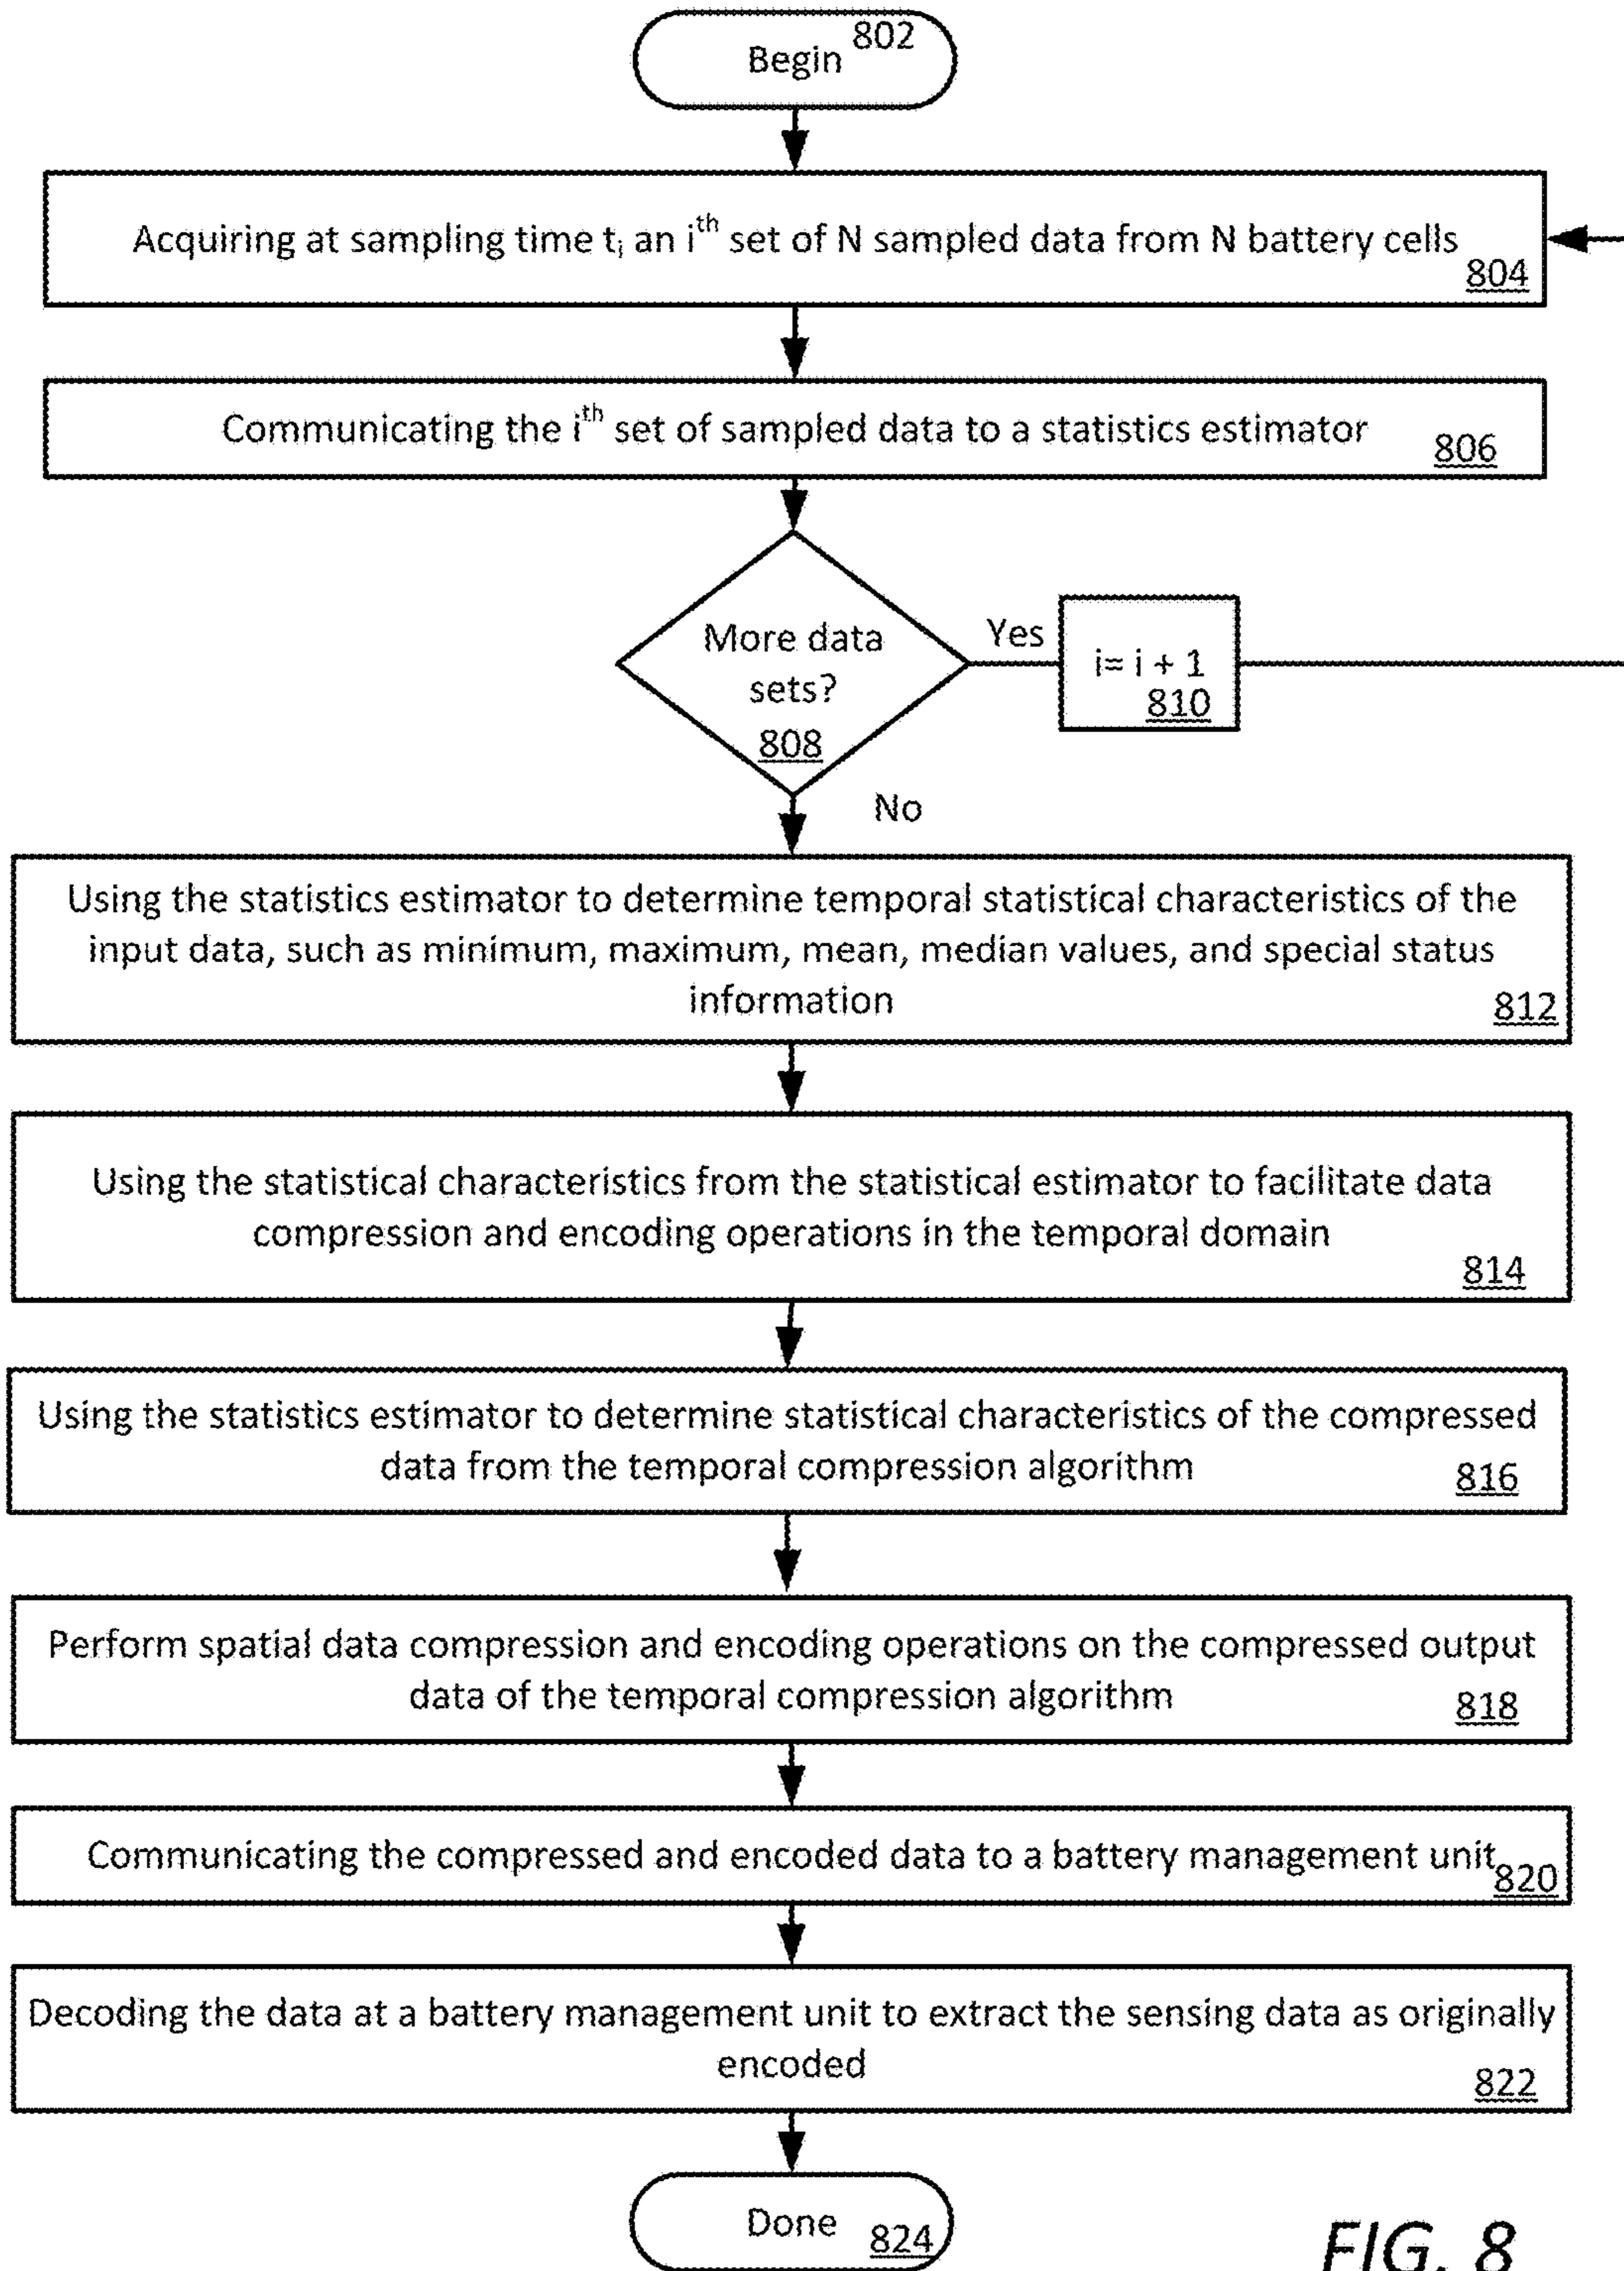 Begin 802
Acquiring at sampling time tᵢ an iᵗʰ set of N sampled data from N battery cells
804
Communicating the iᵗʰ set of sampled data to a statistics estimator 806
More data
sets?
808
Yes
i= i + 1
810
No
Using the statistics estimator to determine temporal statistical characteristics of the
input data, such as minimum, maximum, mean, median values, and special status
information 812
Using the statistical characteristics from the statistical estimator to facilitate data
compression and encoding operations in the temporal domain
814
Using the statistics estimator to determine statistical characteristics of the compressed
data from the temporal compression algorithm 816
Perform spatial data compression and encoding operations on the compressed output
data of the temporal compression algorithm 818
Communicating the compressed and encoded data to a battery management unit 820
Decoding the data at a battery management unit to extract the sensing data as originally
encoded 822
Done 824
FIG. 8